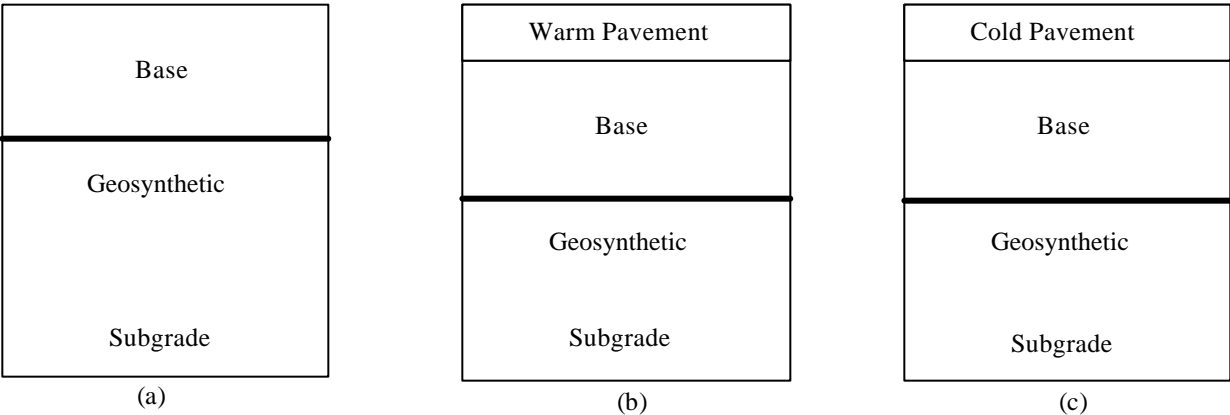 Base
Geosynthetic
Subgrade
(a)
Warm Pavement
Base
Geosynthetic
Subgrade
(b)
Cold Pavement
Base
Geosynthetic
Subgrade
(c)